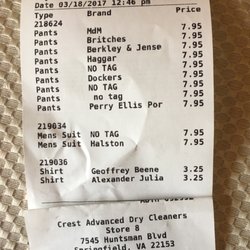 Date 03/18/2017 12:46 pm
Type Brand Price
218624
Pants MdM 7.95
Pants Britches 7.95
Pants Berkley & Jense 7.95
Pants Haggar 7.95
Pants NO TAG 7.95
Pants Dockers 7.95
Pants NO TAG 7.95
Pants no tag 7.95
Pants Perry Ellis Por 7.95
219034
Mens Suit NO TAG 7.95
Mens Suit Halston 7.95
219036
Shirt Geoffrey Beene 3.25
Shirt Alexander Julia 3.25
Crest Advanced Dry Cleaners
Store 8
7545 Huntsman Blvd
Springfield, VA 22153